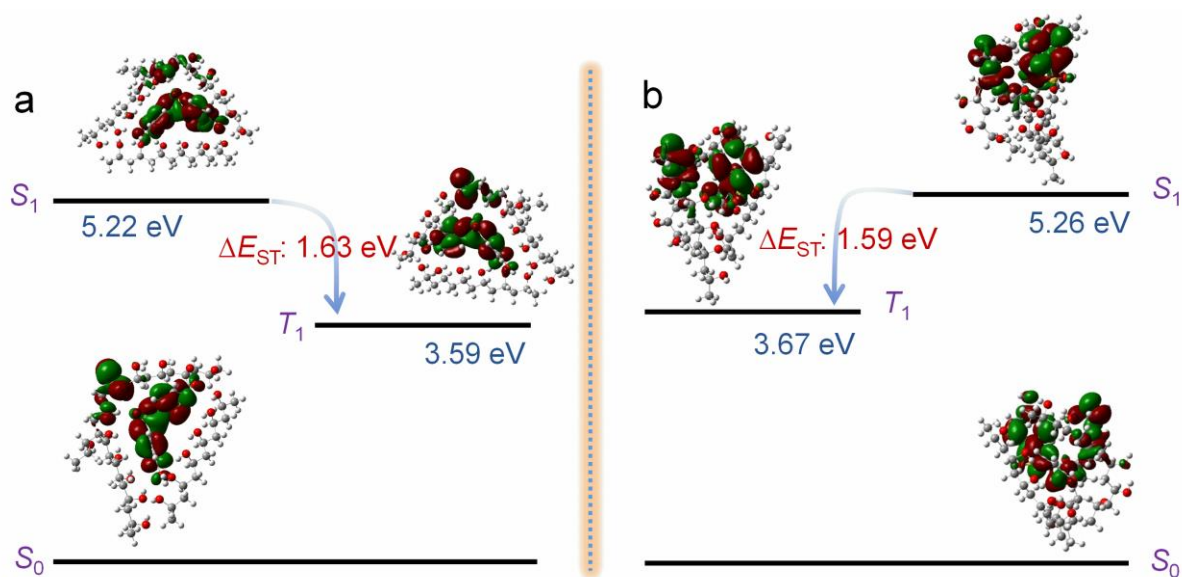 a
S1
5.22 eV
ΔEST: 1.63 eV
T1
3.59 eV
S0
b
S1
5.26 eV
ΔEST: 1.59 eV
T1
3.67 eV
S0